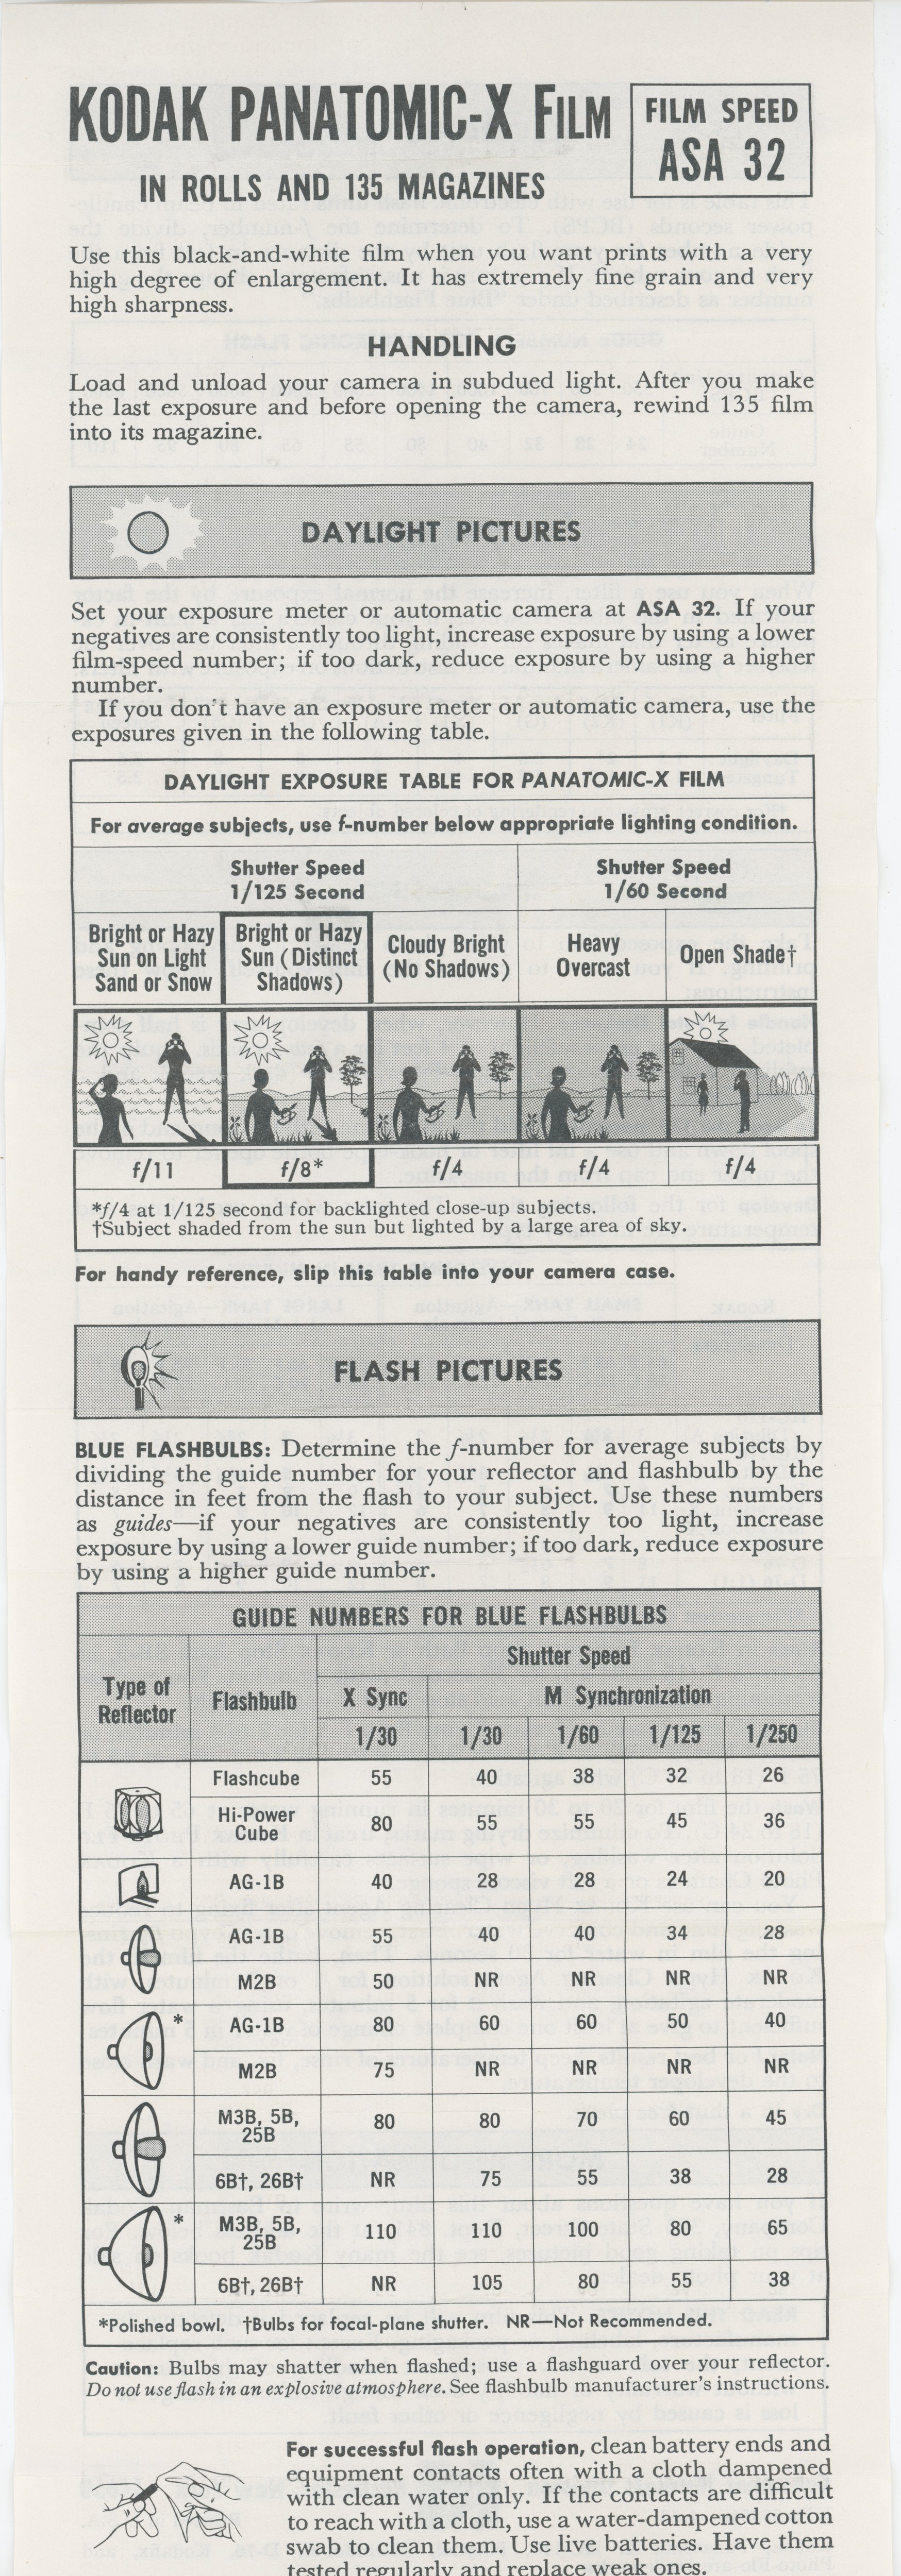 KODAK PANATOMIC-X FILM
IN ROLLS AND 135 MAGAZINES
FILM SPEED
ASA 32
Use this black-and-white film when you want prints with a very
high degree of enlargement. It has extremely fine grain and very
high sharpness.
HANDLING
Load and unload your camera in subdued light. After you make
the last exposure and before opening the camera, rewind 135 film
into its magazine.
DAYLIGHT PICTURES
Set your exposure meter or automatic camera at ASA 32. If your
negatives are consistently too light, increase exposure by using a lower
film-speed number; if too dark, reduce exposure by using a higher
number.
If you don't have an exposure meter or automatic camera, use the
exposures given in the following table.
DAYLIGHT EXPOSURE TABLE FOR PANATOMIC-X FILM
For average subjects, use f-number below appropriate lighting condition.
Shutter Speed
1/125 Second
Shutter Speed
1/60 Second
Bright or Hazy
Sun on Light
Sand or Snow
Bright or Hazy
Sun (Distinct
Shadows)
Cloudy Bright
(No Shadows)
Heavy
Overcast
Open Shade†
f/11 f/8* f/4 f/4 f/4
*f/4 at 1/125 second for backlighted close-up subjects.
†Subject shaded from the sun but lighted by a large area of sky.
For handy reference, slip this table into your camera case.
FLASH PICTURES
BLUE FLASHBULBS: Determine the f-number for average subjects by
dividing the guide number for your reflector and flashbulb by the
distance in feet from the flash to your subject. Use these numbers
as guides—if your negatives are consistently too light, increase
exposure by using a lower guide number; if too dark, reduce exposure
by using a higher guide number.
GUIDE NUMBERS FOR BLUE FLASHBULBS
Type of
Reflector
Flashbulb
Shutter Speed
X Sync M Synchronization
1/30 1/30 1/60 1/125 1/250
Flashcube 55 40 38 32 26
Hi-Power
Cube 80 55 55 45 36
AG-1B 40 28 28 24 20
AG-1B 55 40 40 34 28
M2B 50 NR NR NR NR
* AG-1B 80 60 60 50 40
M2B 75 NR NR NR NR
M3B, 5B,
25B 80 80 70 60 45
6B†, 26B† NR 75 55 38 28
* M3B, 5B,
25B 110 110 100 80 65
6B†, 26B† NR 105 80 55 38
*Polished bowl. †Bulbs for focal-plane shutter. NR—Not Recommended.
Caution: Bulbs may shatter when flashed; use a flashguard over your reflector.
Do not use flash in an explosive atmosphere. See flashbulb manufacturer's instructions.
For successful flash operation, clean battery ends and
equipment contacts often with a cloth dampened
with clean water only. If the contacts are difficult
to reach with a cloth, use a water-dampened cotton
swab to clean them. Use live batteries. Have them
tested regularly and replace weak ones.